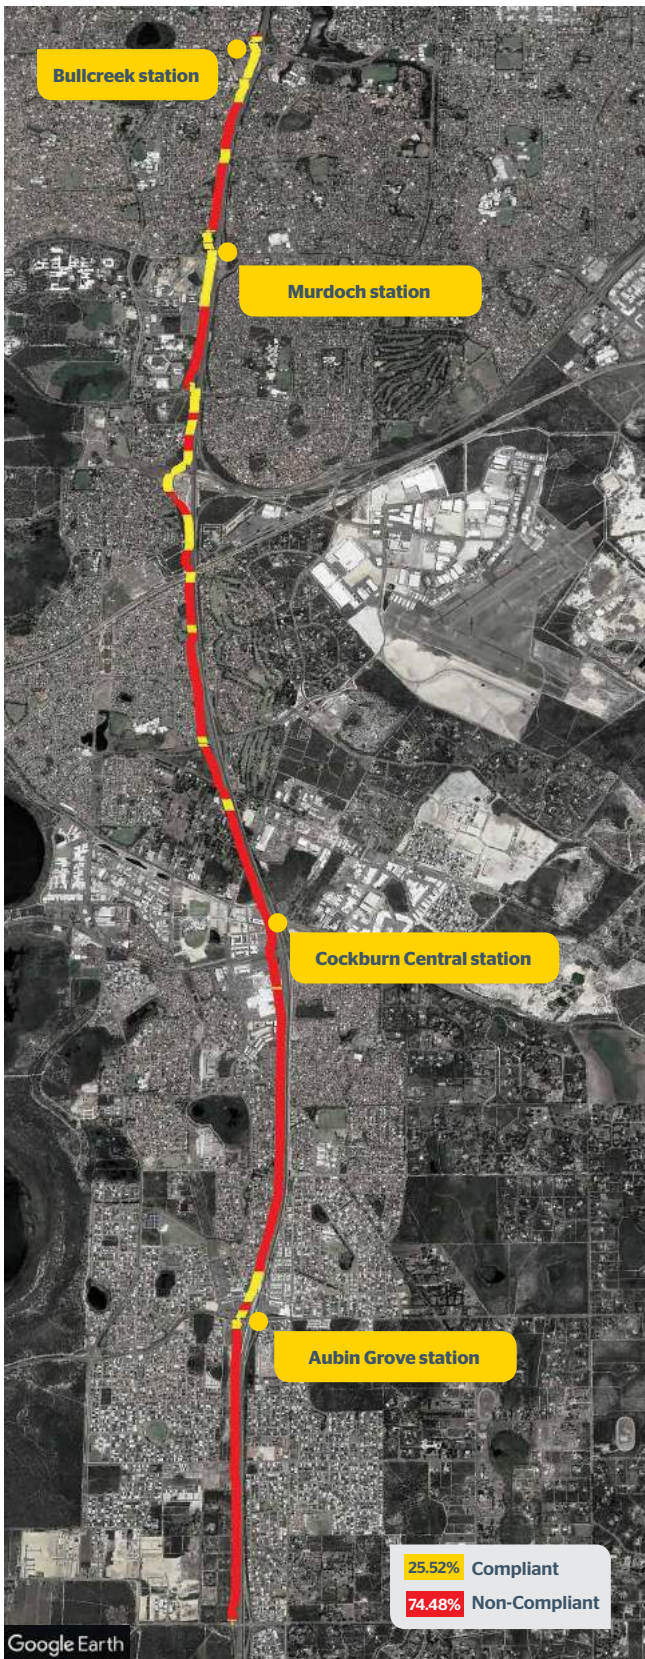 Bullcreek station
Murdoch station
Cockburn Central station
Aubin Grove station
25.52% Compliant
74.48% Non-Compliant
Google Earth